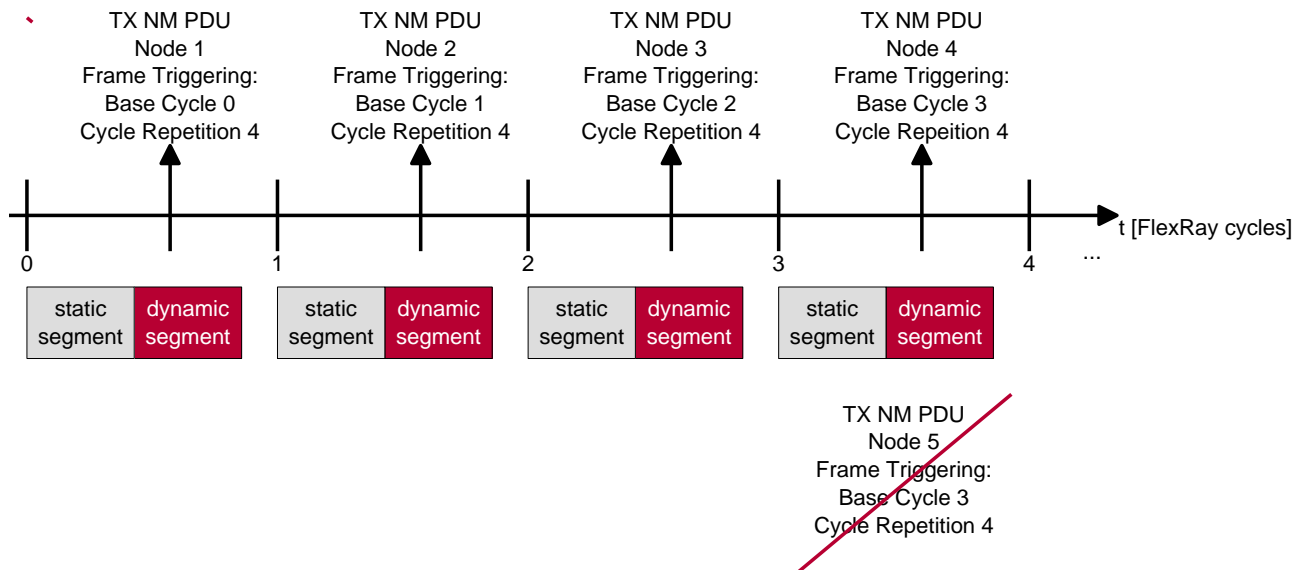 TX NM PDU
Node 1
Frame Triggering:
Base Cycle 0
Cycle Repetition 4
TX NM PDU
Node 2
Frame Triggering:
Base Cycle 1
Cycle Repetition 4
TX NM PDU
Node 3
Frame Triggering:
Base Cycle 2
Cycle Repetition 4
TX NM PDU
Node 4
Frame Triggering:
Base Cycle 3
Cycle Repeition 4
t [FlexRay cycles]
0
1
2
3
4
...
static
segment
dynamic
segment
static
segment
dynamic
segment
static
segment
dynamic
segment
static
segment
dynamic
segment
TX NM PDU
Node 5
Frame Triggering:
Base Cycle 3
Cycle Repetition 4